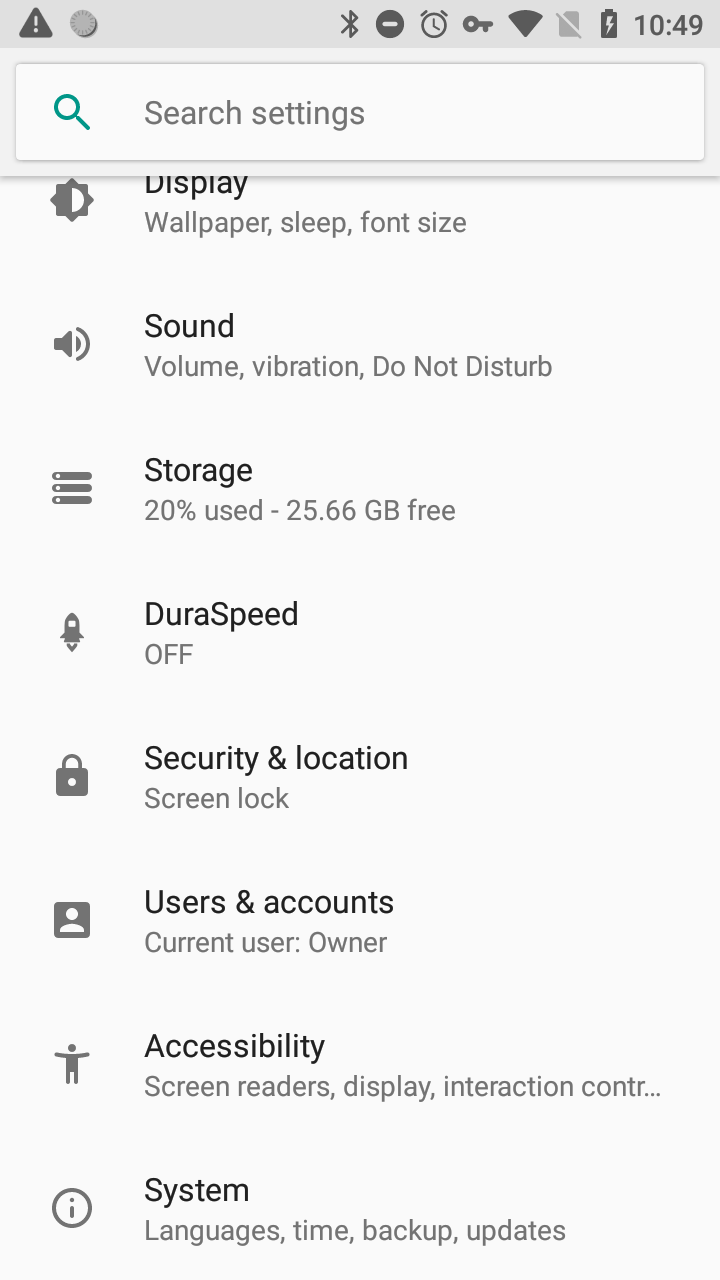 10:49
Search settings
Display
Wallpaper, sleep, font size
Sound
Volume, vibration, Do Not Disturb
Storage
20% used - 25.66 GB free
DuraSpeed
OFF
Security & location
Screen lock
Users & accounts
Current user: Owner
Accessibility
Screen readers, display, interaction contr…
System
Languages, time, backup, updates